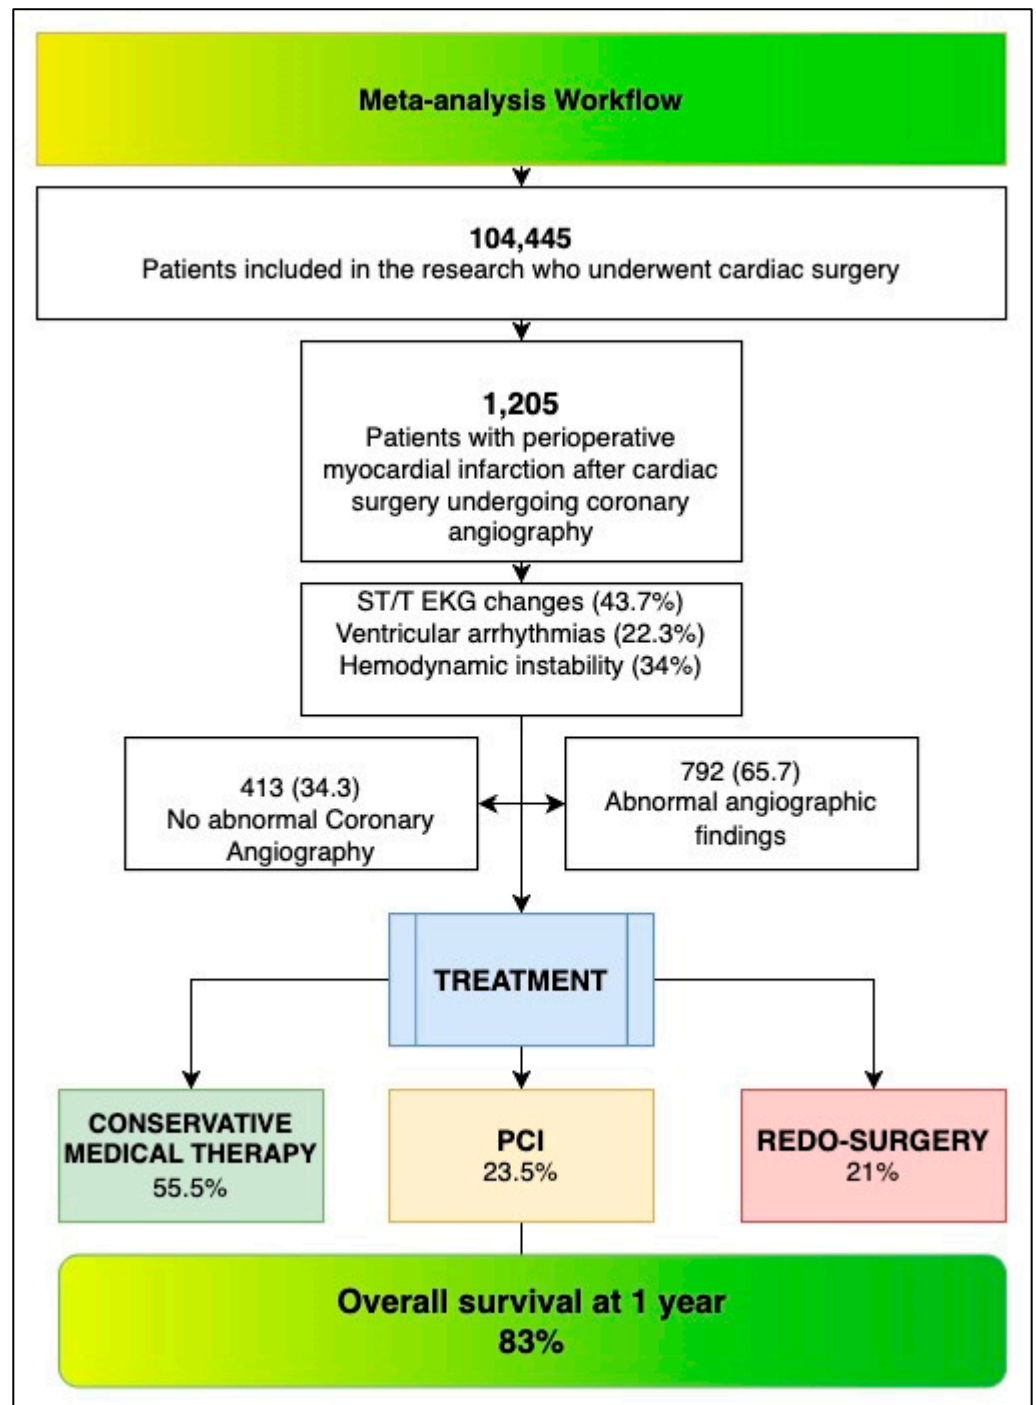 Meta-analysis Workflow
104,445
Patients included in the research who underwent cardiac surgery
1,205
Patients with perioperative
myocardial infarction after cardiac
surgery undergoing coronary
angiography
ST/T EKG changes (43.7%)
Ventricular arrhythmias (22.3%)
Hemodynamic instability (34%)
413 (34.3)
No abnormal Coronary
Angiography
792 (65.7)
Abnormal angiographic
findings
TREATMENT
CONSERVATIVE
MEDICAL THERAPY
55.5%
PCI
23.5%
REDO-SURGERY
21%
Overall survival at 1 year
83%